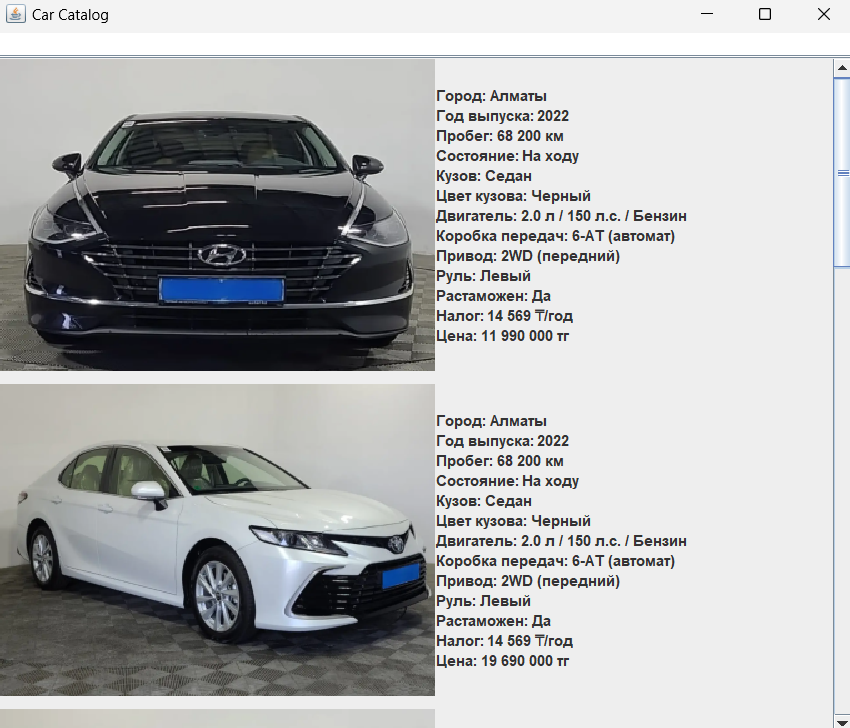 Car Catalog
Город: Алматы
Год выпуска: 2022
Пробег: 68 200 км
Состояние: На ходу
Кузов: Седан
Цвет кузова: Черный
Двигатель: 2.0 л / 150 л.с. / Бензин
Коробка передач: 6-AT (автомат)
Привод: 2WD (передний)
Руль: Левый
Растаможен: Да
Налог: 14 569 ₸/год
Цена: 11 990 000 тг
Город: Алматы
Год выпуска: 2022
Пробег: 68 200 км
Состояние: На ходу
Кузов: Седан
Цвет кузова: Черный
Двигатель: 2.0 л / 150 л.с. / Бензин
Коробка передач: 6-AT (автомат)
Привод: 2WD (передний)
Руль: Левый
Растаможен: Да
Налог: 14 569 ₸/год
Цена: 19 690 000 тг